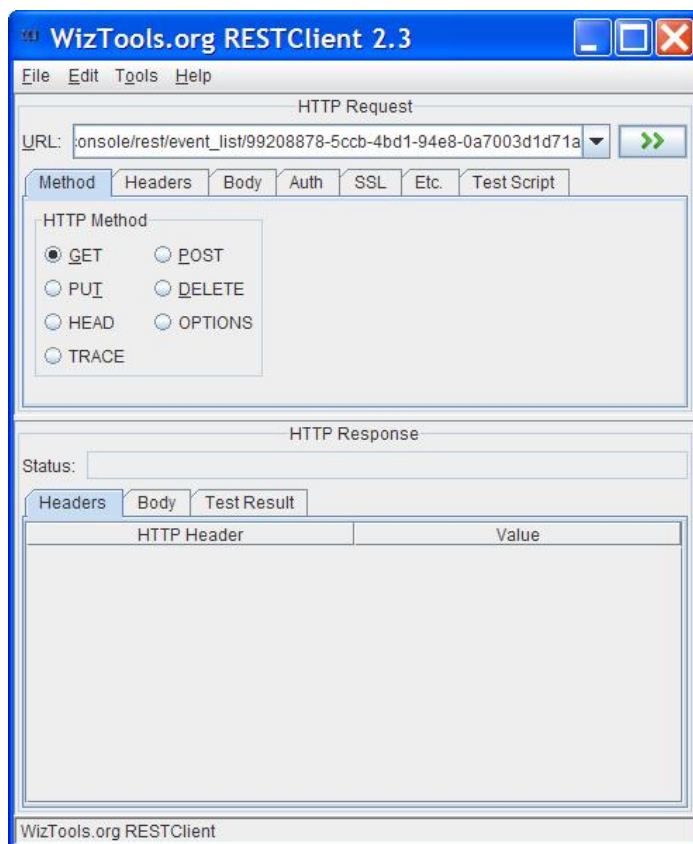 WizTools.org RESTClient 2.3
File Edit Tools Help
HTTP Request
URL: :onsole/rest/event_list/99208878-5ccb-4bd1-94e8-0a7003d1d71a
Method Headers Body Auth SSL Etc. Test Script
HTTP Method
GET POST
PUT DELETE
HEAD OPTIONS
TRACE
HTTP Response
Status:
Headers Body Test Result
HTTP Header Value
WizTools.org RESTClient